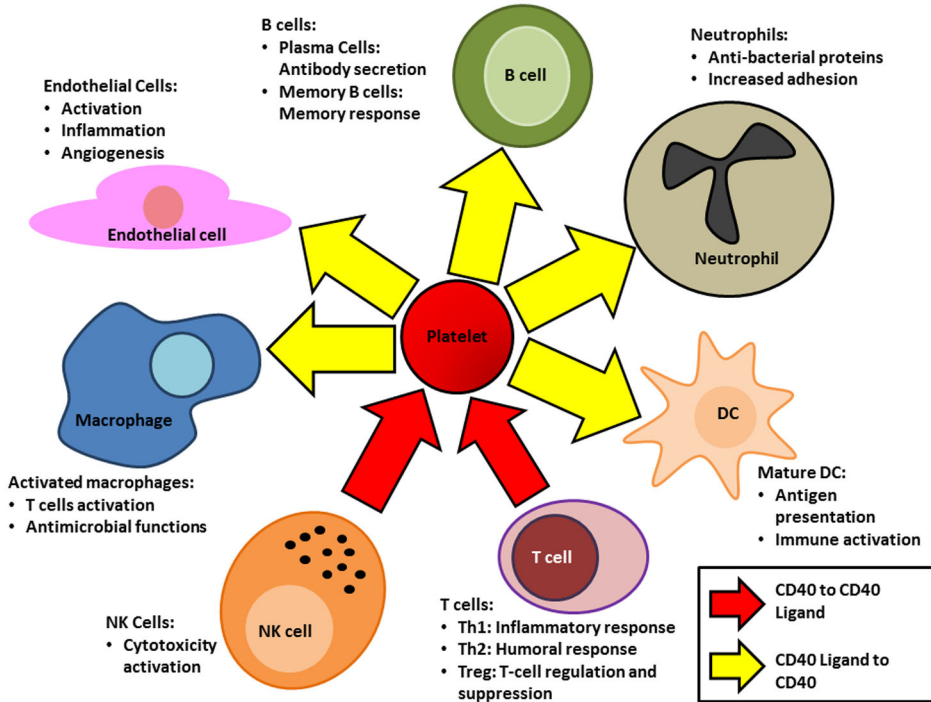 B cells:
• Plasma Cells:
Antibody secretion
• Memory B cells:
Memory response
B cell
Neutrophils:
• Anti-bacterial proteins
• Increased adhesion
Neutrophil
Endothelial Cells:
• Activation
• Inflammation
• Angiogenesis
Endothelial cell
Platelet
Macrophage
Activated macrophages:
• T cells activation
• Antimicrobial functions
DC
Mature DC:
• Antigen
presentation
• Immune activation
NK cell
NK Cells:
• Cytotoxicity
activation
T cell
T cells:
• Th1: Inflammatory response
• Th2: Humoral response
• Treg: T-cell regulation and
suppression
CD40 to CD40
Ligand
CD40 Ligand to
CD40